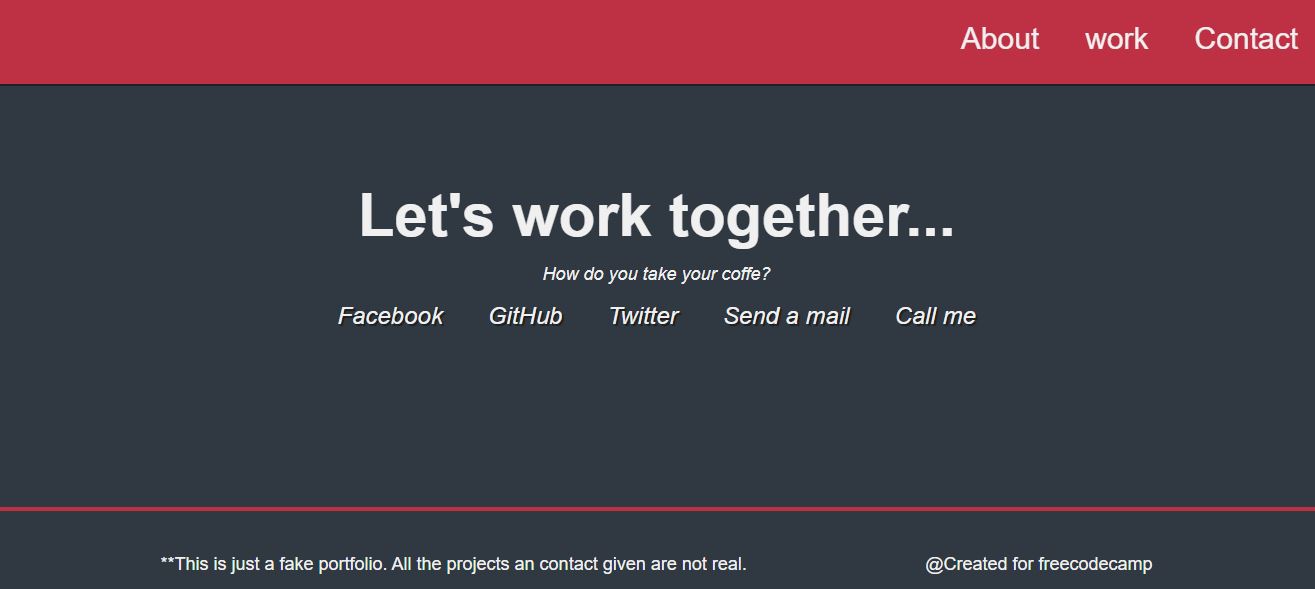 About work Contact
Let's work together...
How do you take your coffe?
Facebook GitHub Twitter Send a mail Call me
**This is just a fake portfolio. All the projects an contact given are not real. @Created for freecodecamp